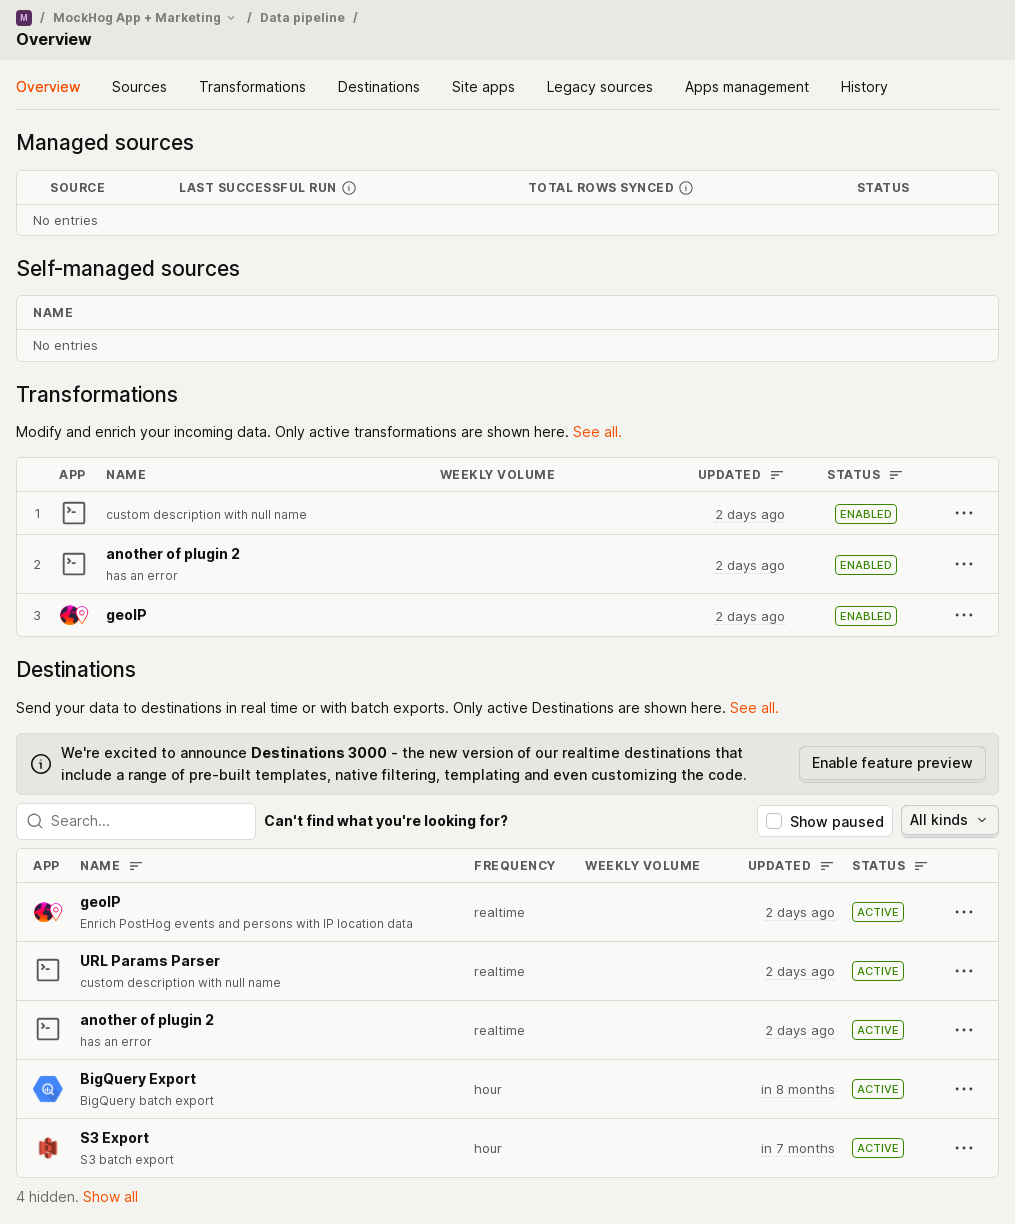 M / MockHog App + Marketing / Data pipeline /
Overview
Overview Sources Transformations Destinations Site apps Legacy sources Apps management History
Managed sources
SOURCE LAST SUCCESSFUL RUN TOTAL ROWS SYNCED STATUS
No entries
Self-managed sources
NAME
No entries
Transformations
Modify and enrich your incoming data. Only active transformations are shown here. See all.
APP NAME WEEKLY VOLUME UPDATED STATUS
1 custom description with null name 2 days ago ENABLED
another of plugin 2
2 2 days ago ENABLED
has an error
3 geoIP 2 days ago ENABLED
Destinations
Send your data to destinations in real time or with batch exports. Only active Destinations are shown here. See all.
We're excited to announce Destinations 3000 - the new version of our realtime destinations that
include a range of pre-built templates, native filtering, templating and even customizing the code.
Enable feature preview
Search... Can't find what you're looking for? Show paused All kinds
APP NAME FREQUENCY WEEKLY VOLUME UPDATED STATUS
geoIP
Enrich PostHog events and persons with IP location data
realtime 2 days ago ACTIVE
URL Params Parser
custom description with null name
realtime 2 days ago ACTIVE
another of plugin 2
has an error
realtime 2 days ago ACTIVE
BigQuery Export
BigQuery batch export
hour in 8 months ACTIVE
S3 Export
S3 batch export
hour in 7 months ACTIVE
4 hidden. Show all